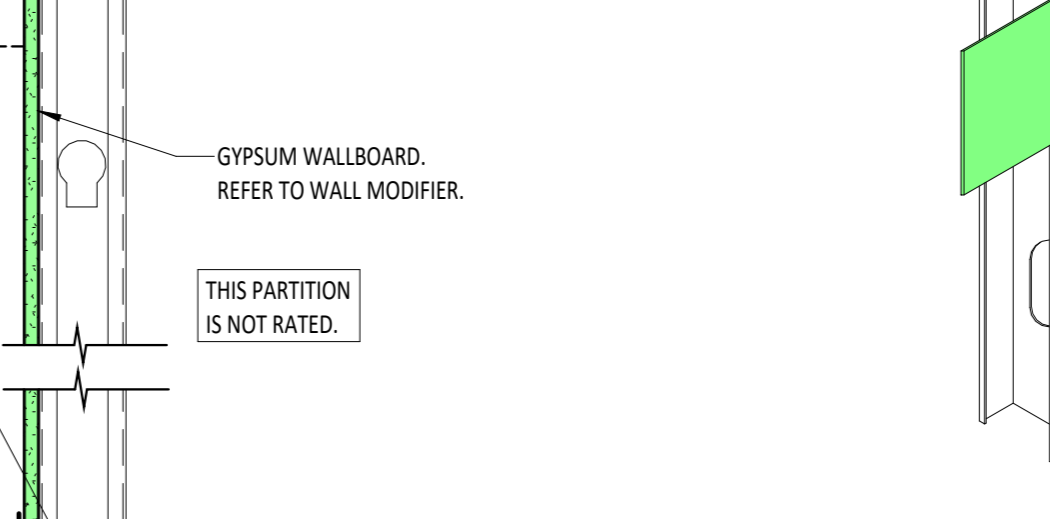 GYPSUM WALLBOARD.
REFER TO WALL MODIFIER.
THIS PARTITION
IS NOT RATED.